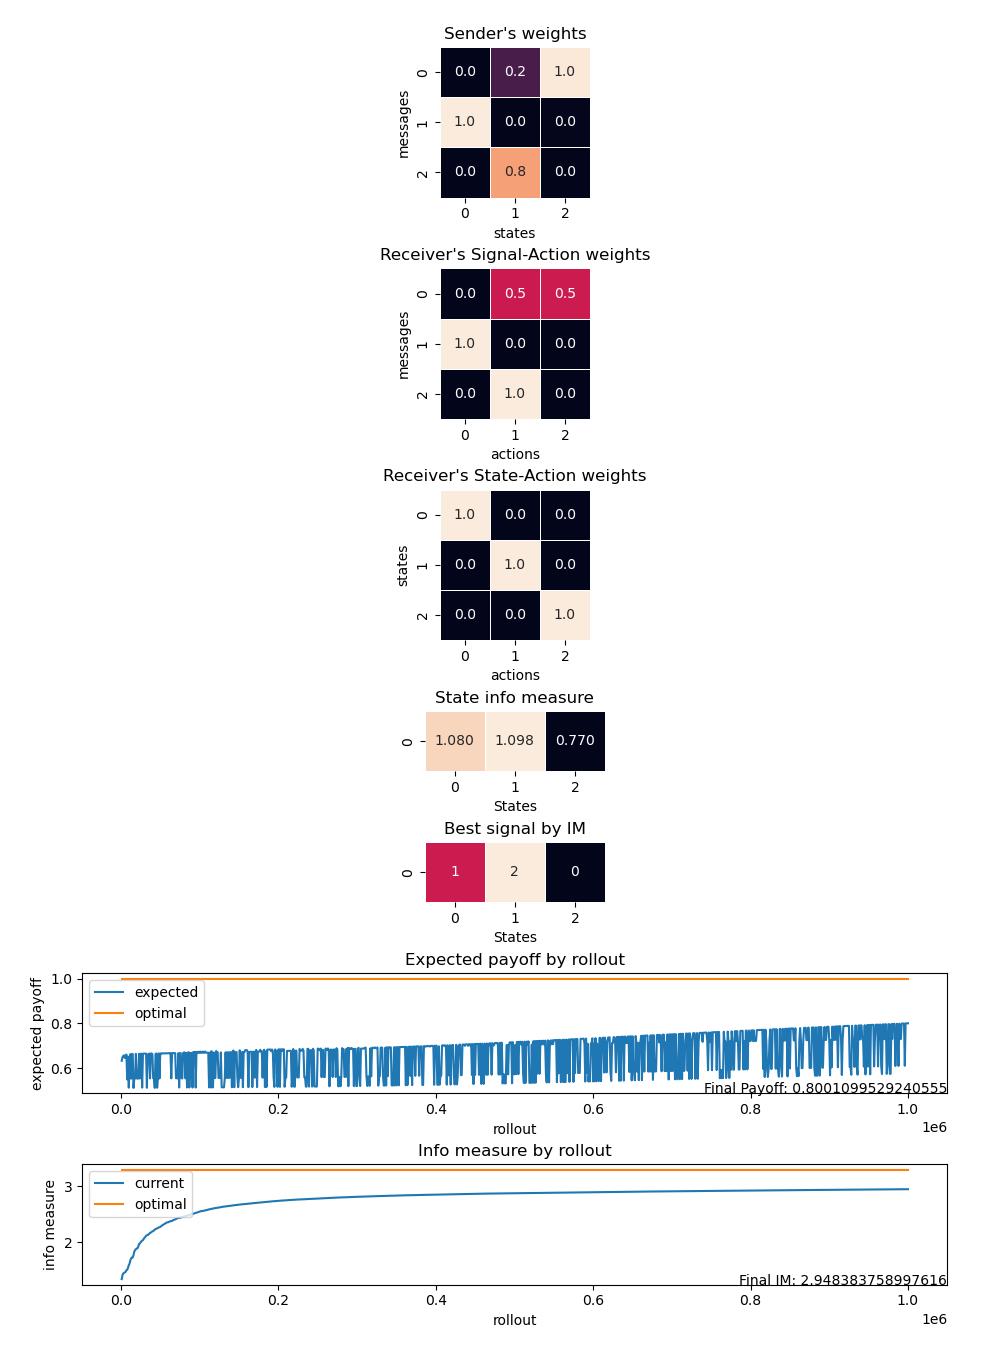 Sender's weights
0 0.0 0.2 1.0
1 1.0 0.0 0.0
2 0.0 0.8 0.0
messages
0 1 2
states
Receiver's Signal-Action weights
0 0.0 0.5 0.5
1 1.0 0.0 0.0
2 0.0 1.0 0.0
messages
0 1 2
actions
Receiver's State-Action weights
0 1.0 0.0 0.0
1 0.0 1.0 0.0
2 0.0 0.0 1.0
states
0 1 2
actions
State info measure
0 1.080 1.098 0.770
0 1 2
States
Best signal by IM
0 1 2 0
0 1 2
States
Expected payoff by rollout
expected payoff
1.0
0.8
0.6
expected
optimal
Final Payoff: 0.8001099529240555
0.0 0.2 0.4 0.6 0.8 1.0
1e6
rollout
Info measure by rollout
info measure
3
2
current
optimal
Final IM: 2.948383758997616
0.0 0.2 0.4 0.6 0.8 1.0
1e6
rollout